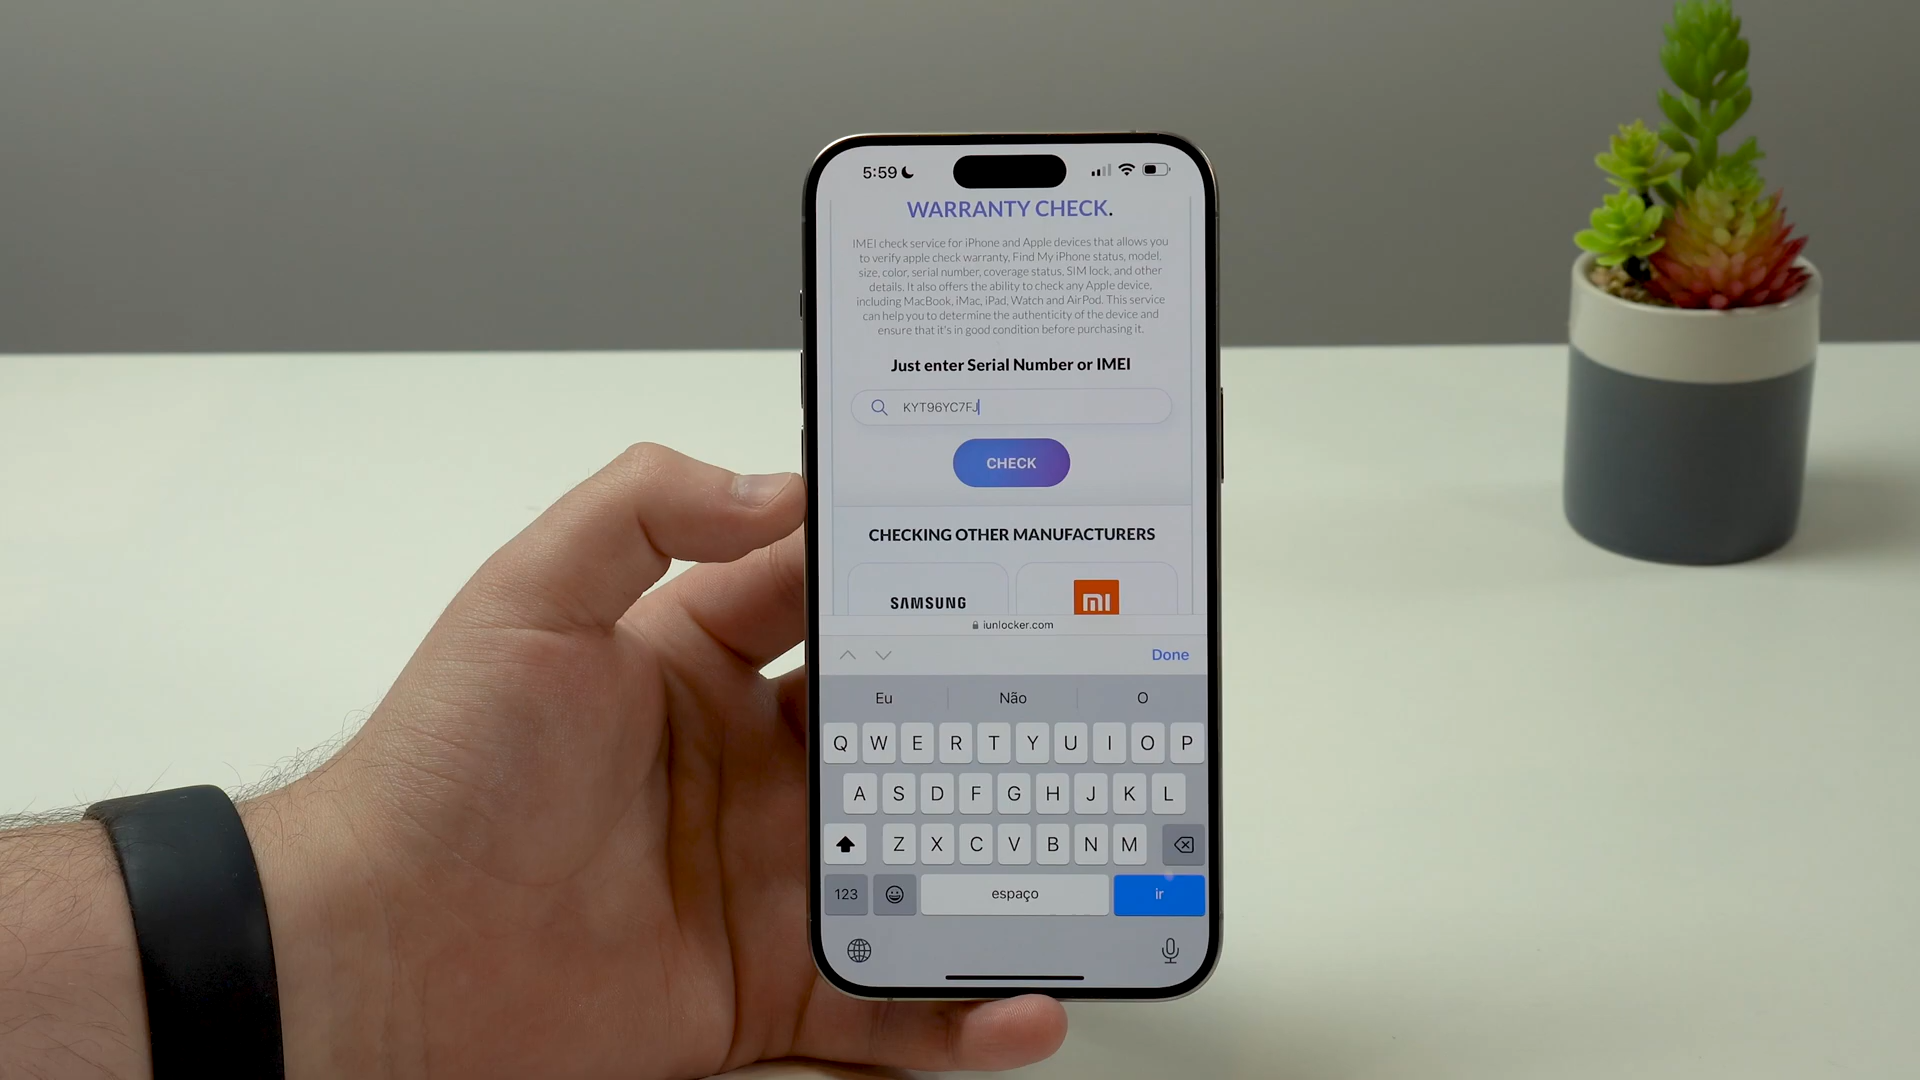 5:59
WARRANTY CHECK.
IMEI check service for iPhone and Apple devices that allows you
to verify apple check warranty, Find My iPhone status, model,
size, color, serial number, coverage status. SIM lock, and other
details. It also offers the ability to check any Apple device,
including MacBook, iMac, iPad, Watch and AirPod. This service
can help you to determine the authenticity of the device and
ensure that it's in good condition before purchasing it.
Just enter Serial Number or IMEI
KYT96YC7FJ
CHECK
CHECKING OTHER MANUFACTURERS
SAMSUNG
mi
iunlocker.com
Done
Eu Não O
Q W E R T Y U I O P
A S D F G H J K L
Z X C V B N M
123 espaço ir